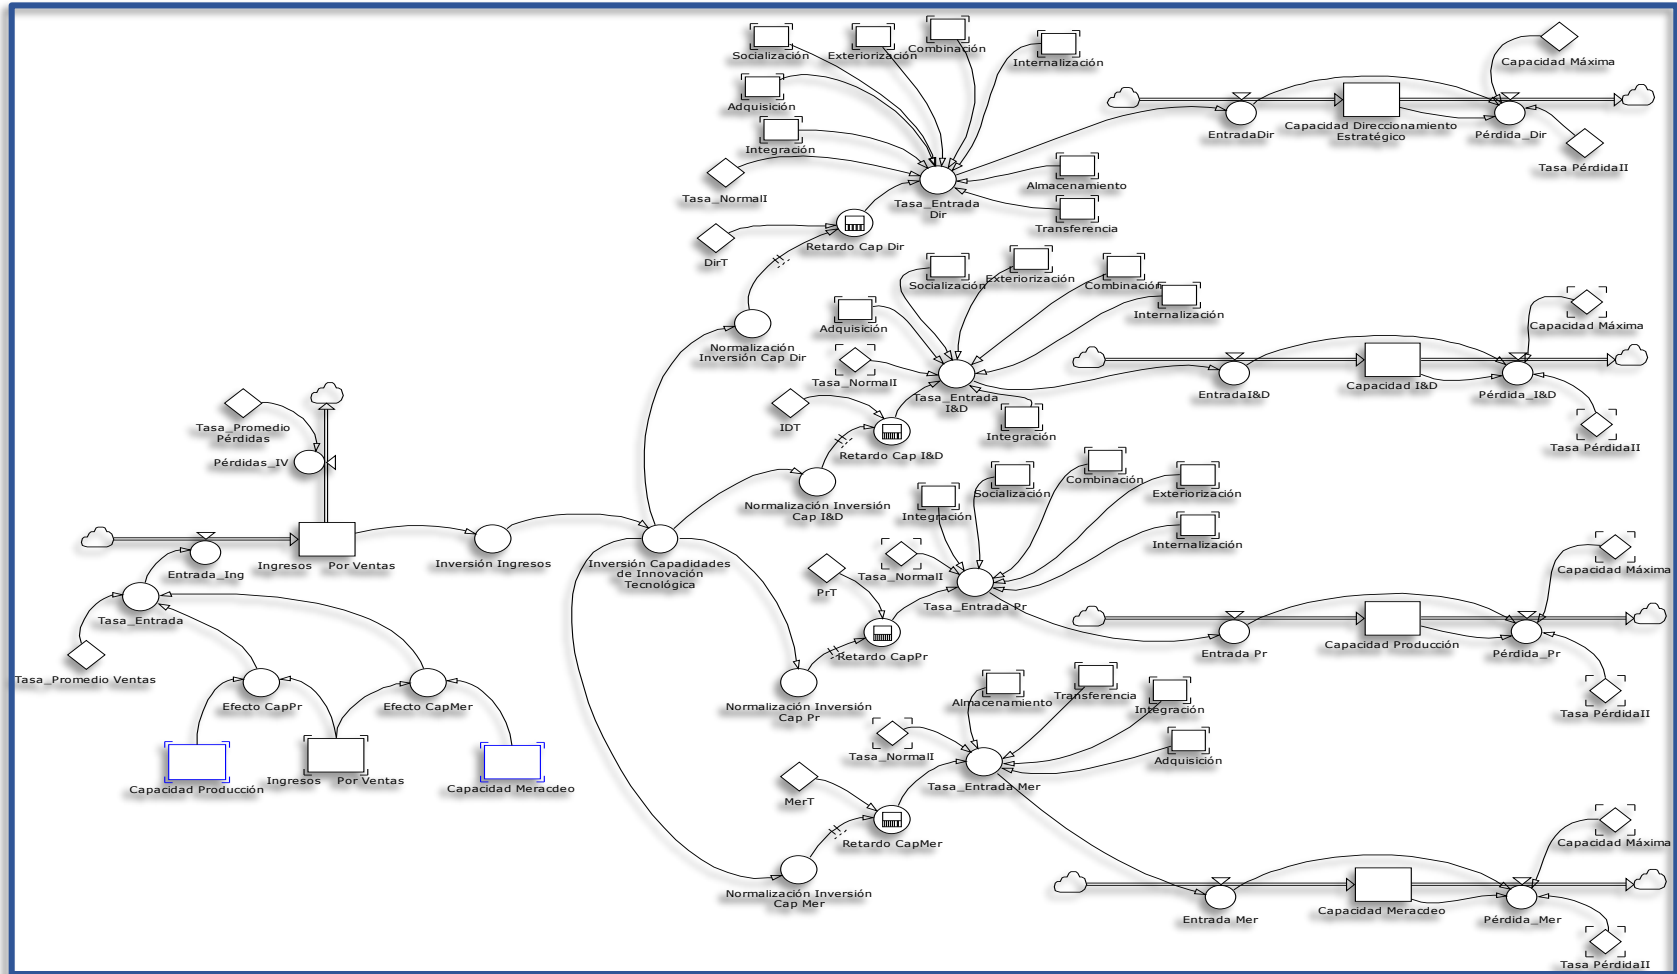 Socialización
Exteriorización
Combinación
Internalización
Capacidad Máxima
Adquisición
Integración
EntradaDir
Capacidad Direccionamiento
Estratégico
Pérdida_Dir
Tasa PérdidaII
Tasa_NormalI
Tasa_Entrada
Dir
Almacenamiento
Transferencia
DirT
Retardo Cap Dir
Socialización
Exteriorización
Combinación
Internalización
Adquisición
Capacidad Máxima
Normalización
Inversión Cap Dir
Tasa_NormalI
Tasa_Entrada
I&D
EntradaI&D
Capacidad I&D
Pérdida_I&D
Tasa_Promedio
Pérdidas
IDT
Integración
Tasa PérdidaII
Pérdidas_IV
Retardo Cap I&D
Normalización Inversión
Cap I&D
Integración
Socialización
Combinación
Exteriorización
Internalización
Entrada_Ing
Ingresos Por Ventas
Inversión Ingresos
Inversión Capadidades
de Innovación
Tecnológica
Tasa_NormalI
Capacidad Máxima
PrT
Tasa_Entrada Pr
Tasa_Entrada
Retardo CapPr
Entrada Pr
Capacidad Producción
Pérdida_Pr
Tasa_Promedio Ventas
Efecto CapPr
Efecto CapMer
Normalización Inversión
Cap Pr
Almacenamiento
Transferencia
Integración
Tasa PérdidaII
Tasa_NormalI
Adquisición
Capacidad Producción
Ingresos Por Ventas
Capacidad Meracdeo
MerT
Tasa_Entrada Mer
Retardo CapMer
Capacidad Máxima
Normalización Inversión
Cap Mer
Entrada Mer
Capacidad Meracdeo
Pérdida_Mer
Tasa PérdidaII